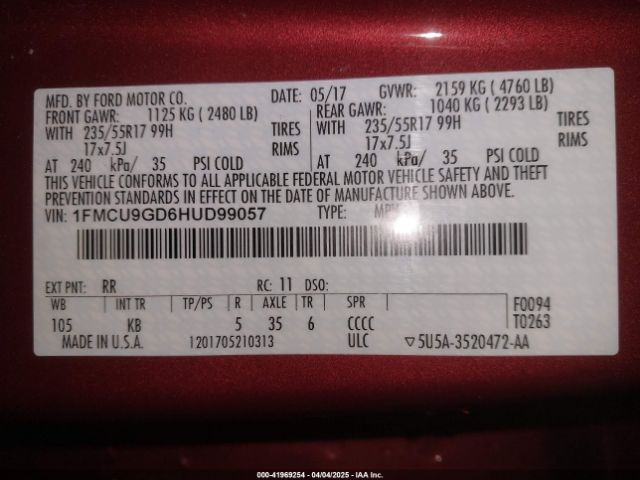 MFD. BY FORD MOTOR CO. DATE: 05/17 GVWR: 2159 KG ( 4760 LB)
FRONT GAWR: 1125 KG ( 2480 LB) REAR GAWR: 1040 KG ( 2293 LB)
WITH 235/55R17 99H TIRES WITH 235/55R17 99H TIRES
17x7.5J RIMS 17x7.5J RIMS
AT 240 kPa/ 35 PSI COLD AT 240 kPa/ 35 PSI COLD
THIS VEHICLE CONFORMS TO ALL APPLICABLE FEDERAL MOTOR VEHICLE SAFETY AND THEFT
PREVENTION STANDARDS IN EFFECT ON THE DATE OF MANUFACTURE SHOWN ABOVE.
VIN: 1FMCU9GD6HUD99057 TYPE: MPV
EXT PNT: RR RC: 11 DSO:
WB INT TR TP/PS R AXLE TR SPR F0094
105 KB 5 35 6 CCCC T0263
MADE IN U.S.A. 1201705210313 ULC ▽5U5A-3520472-AA
000-41969254 - 04/04/2025 - IAA Inc.